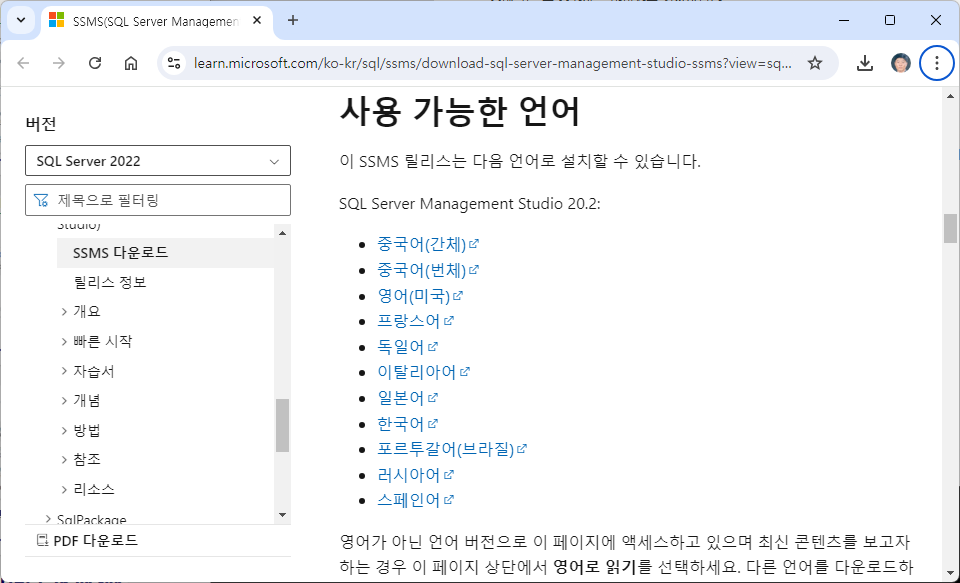 SSMS(SQL Server Managemen
learn.microsoft.com/ko-kr/sql/ssms/download-sql-server-management-studio-ssms?view=sq...
버전
SQL Server 2022
제목으로 필터링
Studio)
SSMS 다운로드
릴리스 정보
개요
빠른 시작
자습서
개념
방법
참조
리소스
SqlPackage
PDF 다운로드
사용 가능한 언어
이 SSMS 릴리스는 다음 언어로 설치할 수 있습니다.
SQL Server Management Studio 20.2:
중국어(간체)
중국어(번체)
영어(미국)
프랑스어
독일어
이탈리아어
일본어
한국어
포르투갈어(브라질)
러시아어
스페인어
영어가 아닌 언어 버전으로 이 페이지에 액세스하고 있으며 최신 콘텐츠를 보고자
하는 경우 이 페이지 상단에서 영어로 읽기를 선택하세요. 다른 언어를 다운로드하